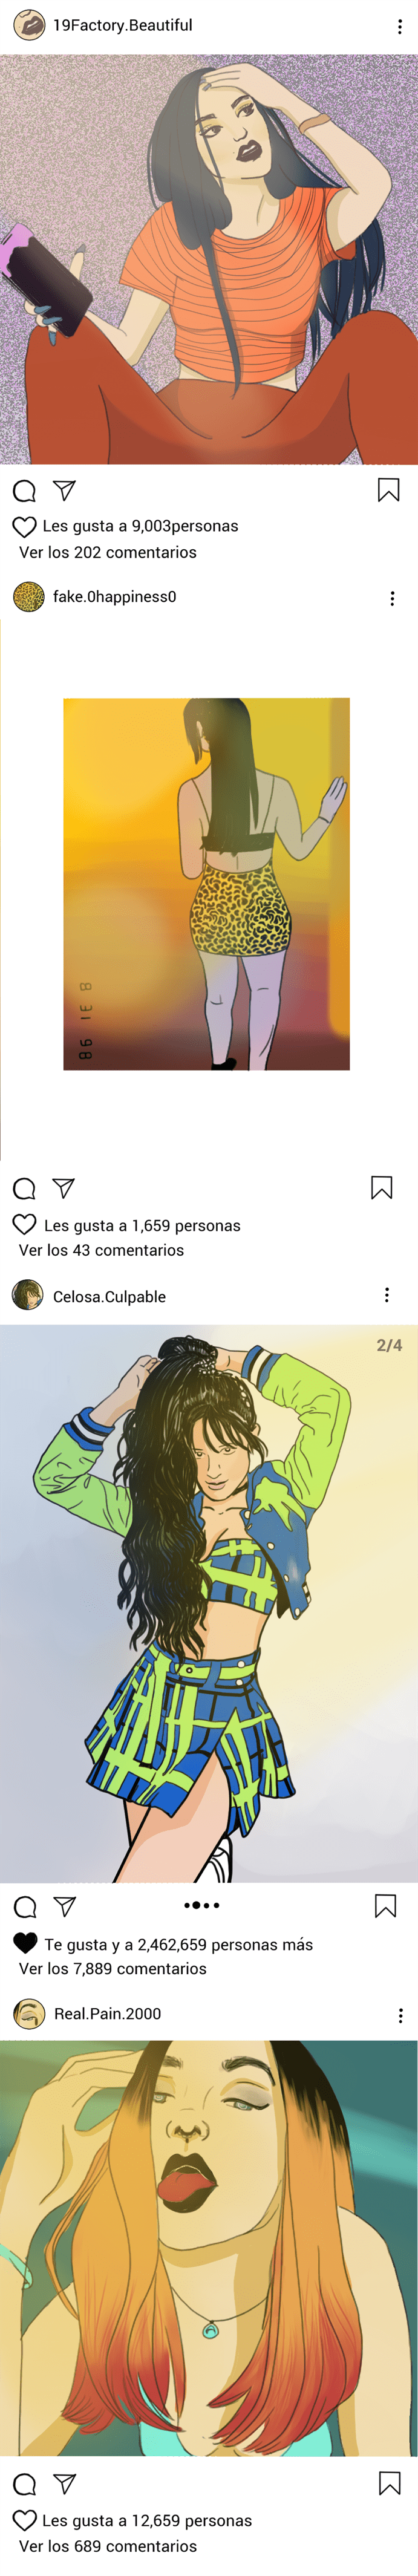 19Factory.Beautiful
Les gusta a 9,003personas
Ver los 202 comentarios
fake.0happiness0
8 31 98
Les gusta a 1,659 personas
Ver los 43 comentarios
Celosa.Culpable
2/4
Te gusta y a 2,462,659 personas más
Ver los 7,889 comentarios
Real.Pain.2000
Les gusta a 12,659 personas
Ver los 689 comentarios